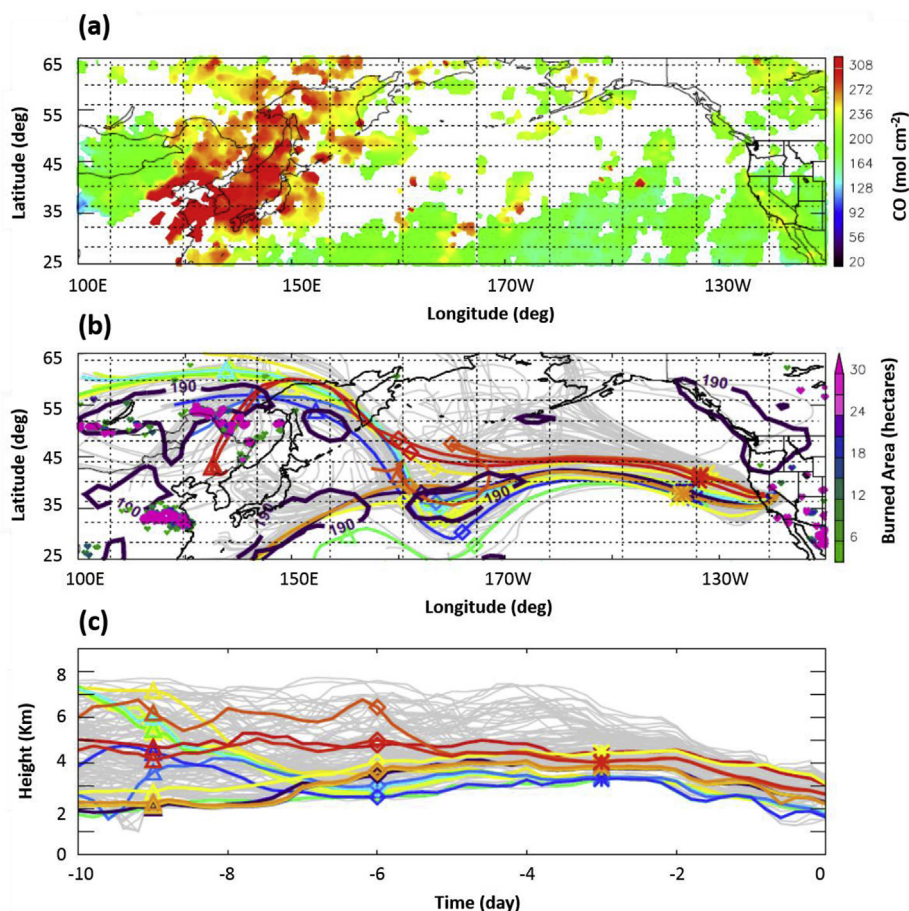 (a)
65
55
45
35
25
Latitude (deg)
100E 150E 170W 130W
Longitude (deg)
308
272
236
200
164
128
92
56
20
CO (mol cm⁻²)
(b)
65
55
45
35
25
Latitude (deg)
190
190
190
190
190
190
100E 150E 170W 130W
Longitude (deg)
30
24
18
12
6
Burned Area (hectares)
(c)
8
6
4
2
0
Height (Km)
-10 -8 -6 -4 -2 0
Time (day)